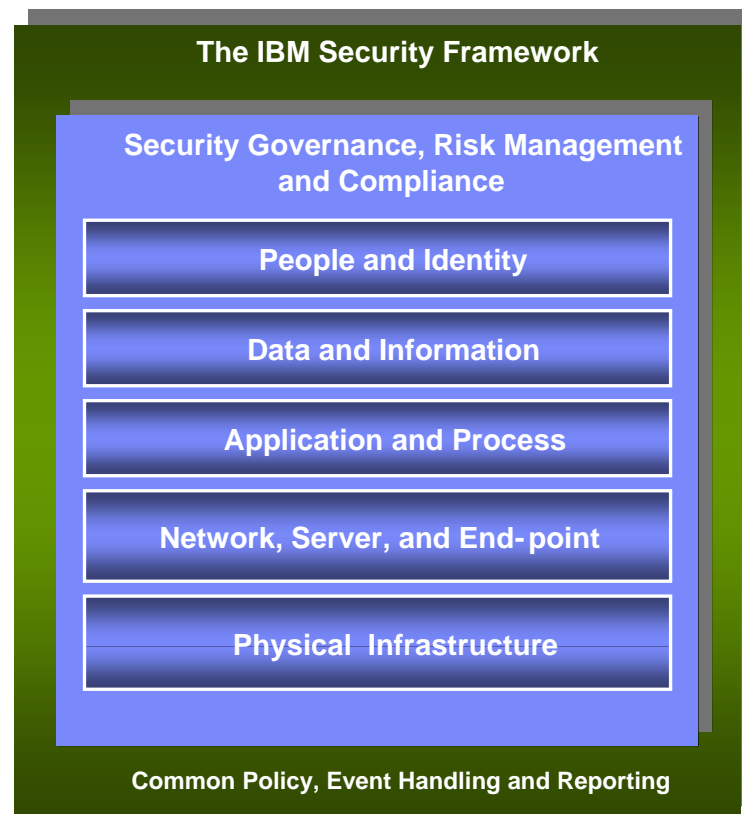 The IBM Security Framework
Security Governance, Risk Management
and Compliance
People and Identity
Data and Information
Application and Process
Network, Server, and End-point
Physical Infrastructure
Common Policy, Event Handling and Reporting